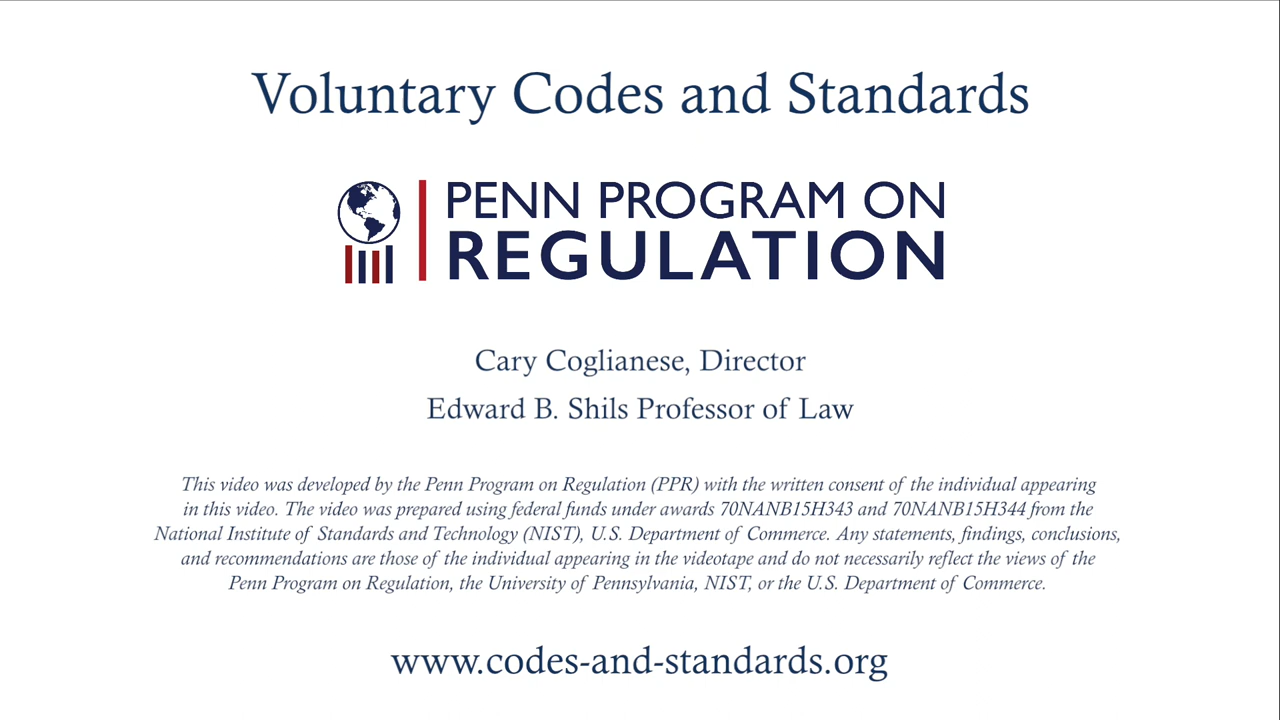 Voluntary Codes and Standards
PENN PROGRAM ON
REGULATION
Cary Coglianese, Director
Edward B. Shils Professor of Law
This video was developed by the Penn Program on Regulation (PPR) with the written consent of the individual appearing
in this video. The video was prepared using federal funds under awards 70NANB15H343 and 70NANB15H344 from the
National Institute of Standards and Technology (NIST), U.S. Department of Commerce. Any statements, findings, conclusions,
and recommendations are those of the individual appearing in the videotape and do not necessarily reflect the views of the
Penn Program on Regulation, the University of Pennsylvania, NIST, or the U.S. Department of Commerce.
www.codes-and-standards.org